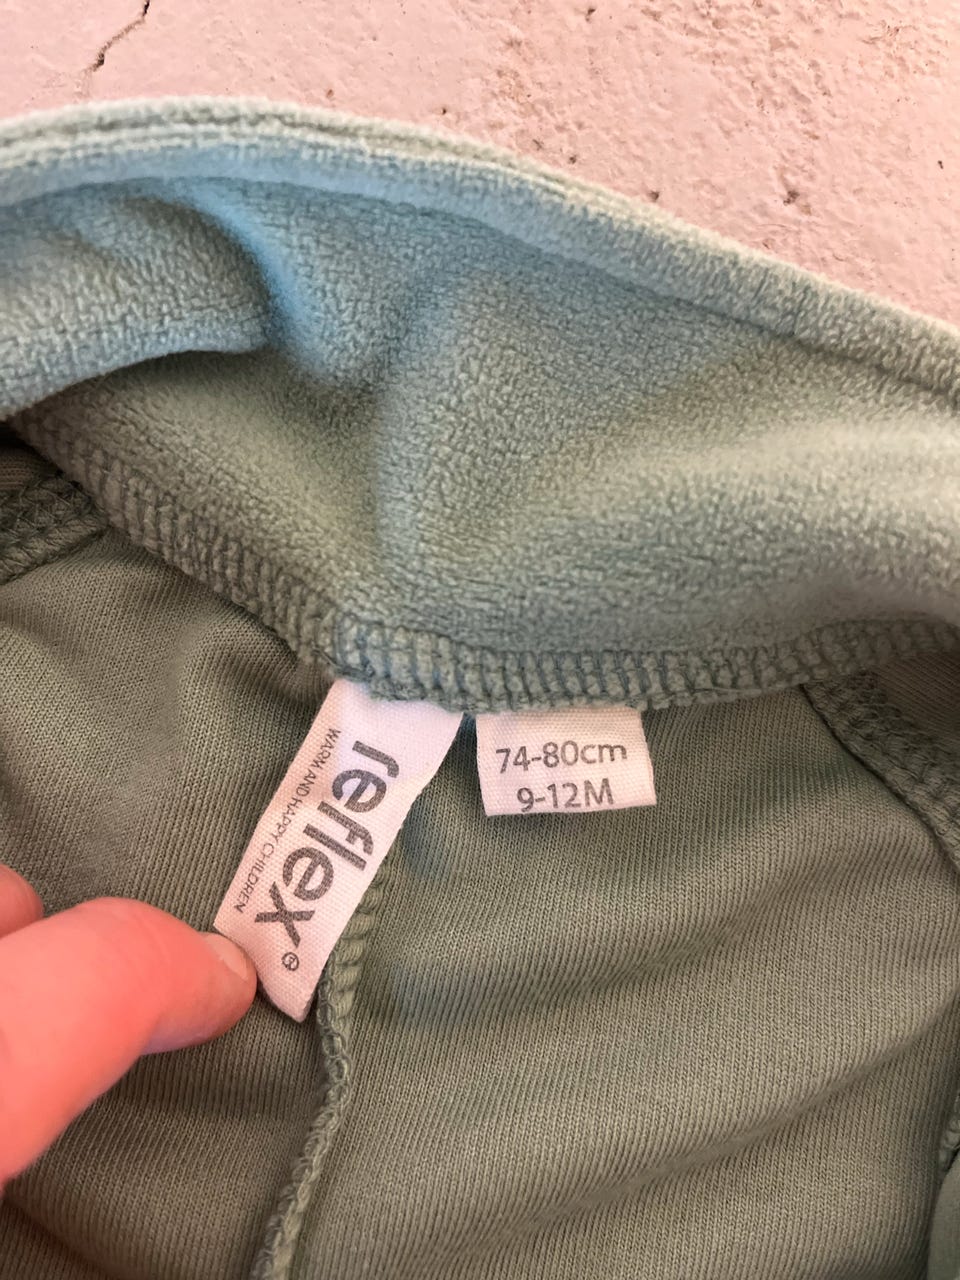 reflex®
WARM AND HAPPY CHILDREN
74-80cm
9-12M